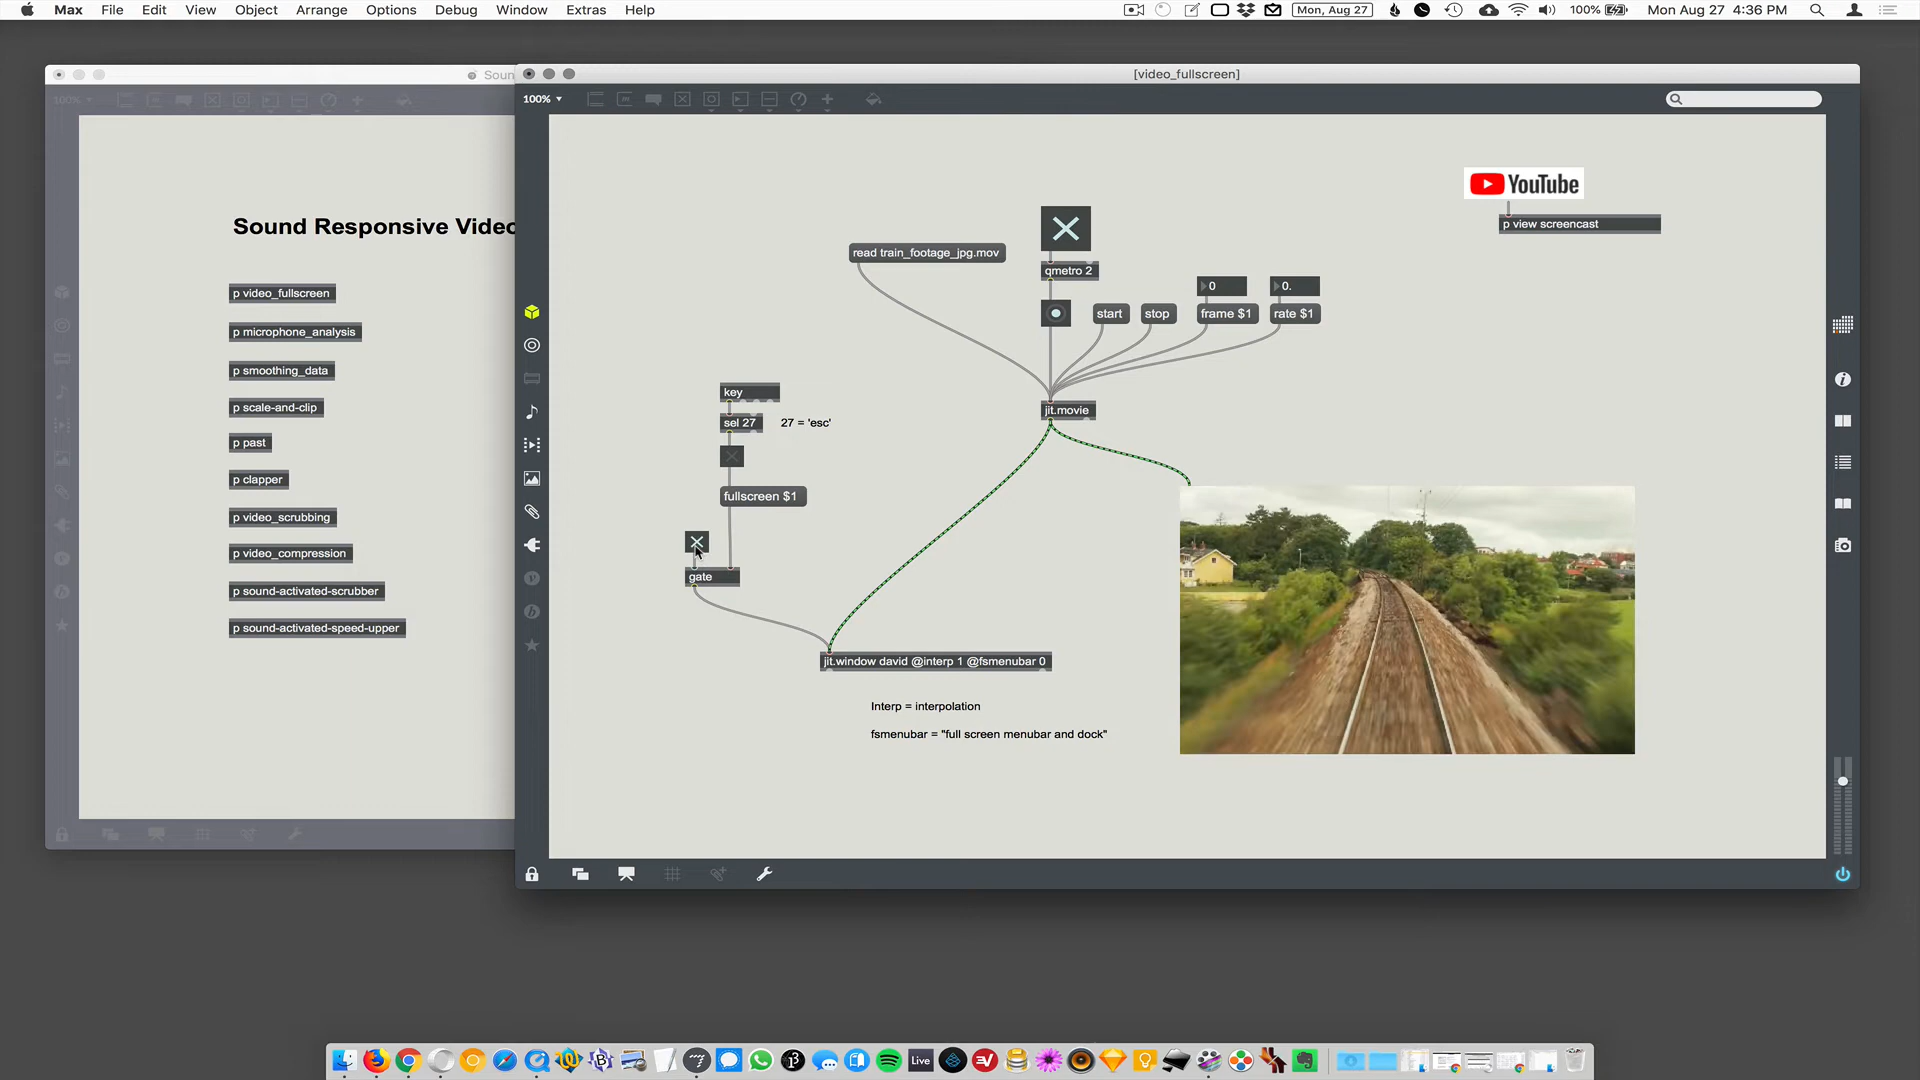 Max File Edit View Object Arrange Options Debug Window Extras Help
Mon, Aug 27
100%
Mon Aug 27 4:36 PM
Soun
[video_fullscreen]
100%
100%
YouTube
p view screencast
Sound Responsive Video
read train_footage_jpg.mov
qmetro 2
0
0.
start
stop
frame $1
rate $1
p video_fullscreen
p microphone_analysis
p smoothing_data
p scale-and-clip
p past
p clapper
p video_scrubbing
p video_compression
p sound-activated-scrubber
p sound-activated-speed-upper
key
sel 27
27 = 'esc'
fullscreen $1
gate
jit.movie
jit.window david @interp 1 @fsmenubar 0
Interp = interpolation
fsmenubar = "full screen menubar and dock"
Live